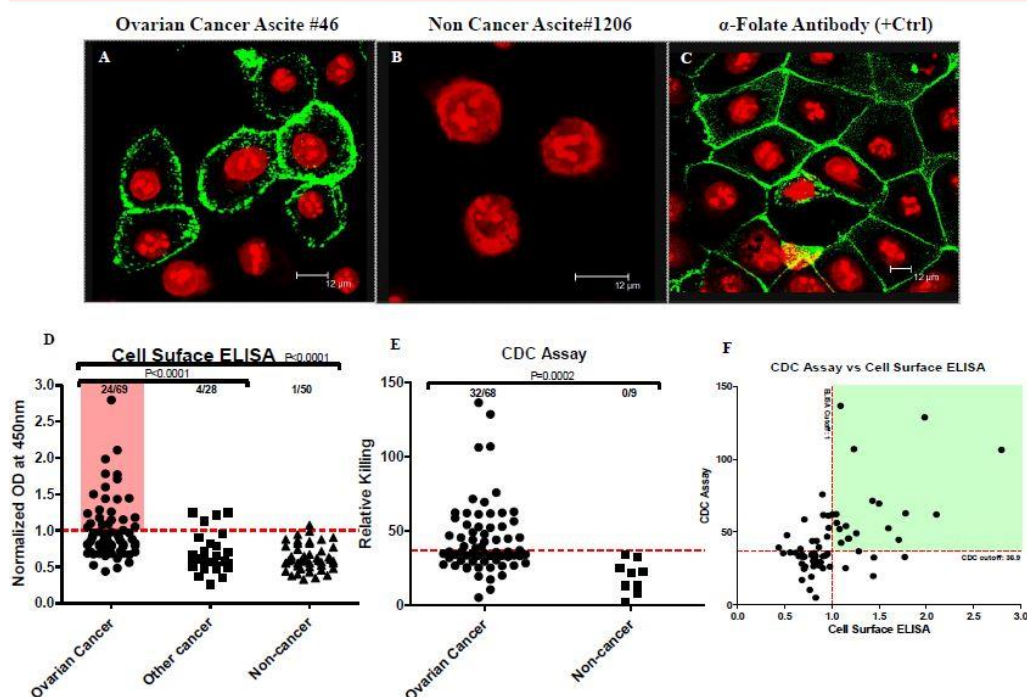 Ovarian Cancer Ascite #46
Non Cancer Ascite#1206
α-Folate Antibody (+Ctrl)
A
B
C
12 µm
12 µm
12 µm
D
Cell Suface ELISA P<0.0001
P<0.0001
24/69 4/28 1/50
Normalized OD at 450nm
3.0
2.5
2.0
1.5
1.0
0.5
0.0
Ovarian Cancer
Other cancer
Non-cancer
E
CDC Assay
P=0.0002
32/68 0/9
Relative Killing
150
100
50
0
Ovarian Cancer
Non-cancer
F
CDC Assay vs Cell Surface ELISA
ELISA Cutoff: 1
CDC Assay
150
100
50
0
CDC cutoff: 36.9
0.0 0.5 1.0 1.5 2.0 2.5 3.0
Cell Surface ELISA